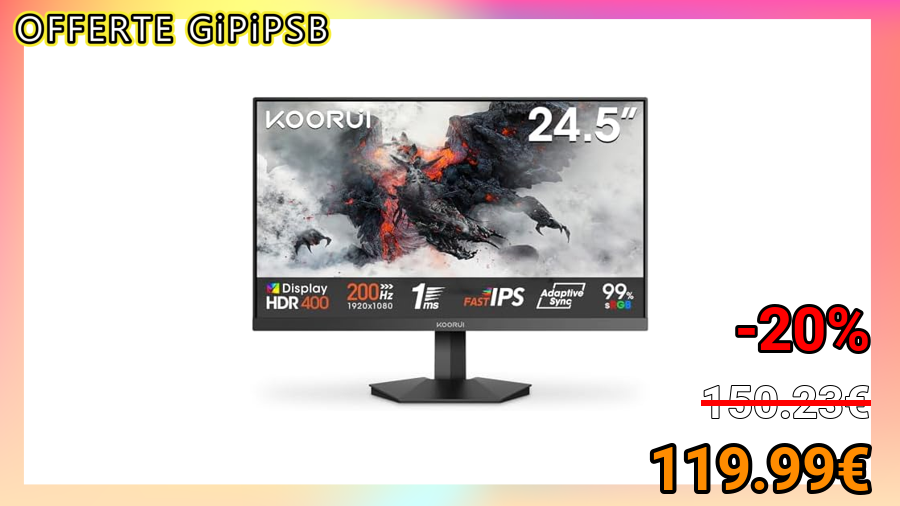 OFFERTE GiPiPSB
KOORUI
24.5"
Display HDR 400
200Hz 1920x1080
1ms
FAST IPS
Adaptive Sync
99% sRGB
KOORUI
-20%
150.23€
119.99€